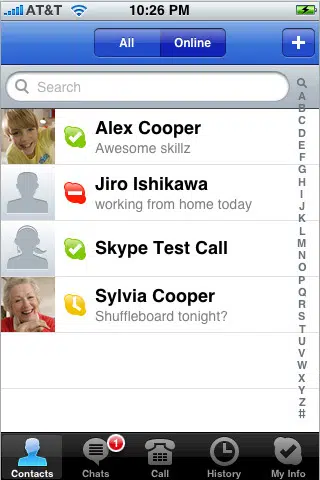 AT&T 10:26 PM
All Online +
Search
Alex Cooper
Awesome skillz
Jiro Ishikawa
working from home today
Skype Test Call
Sylvia Cooper
Shuffleboard tonight?
A
B
C
D
E
F
G
H
I
J
K
L
M
N
O
P
Q
R
S
T
U
V
W
X
Y
Z
#
1
Contacts Chats Call History My Info